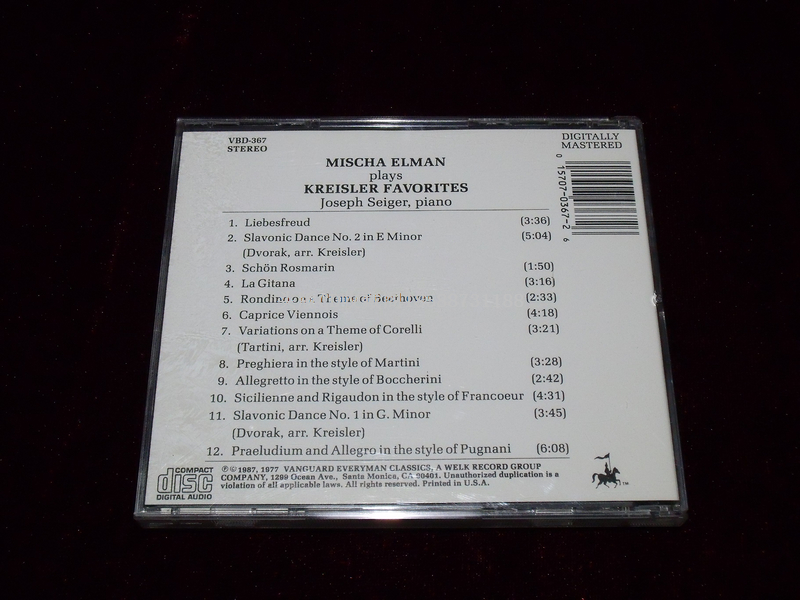 VBD-367
STEREO
DIGITALLY
MASTERED
MISCHA ELMAN
plays
KREISLER FAVORITES
Joseph Seiger, piano
0 15707-0367-2 6
1. Liebesfreud (3:36)
2. Slavonic Dance No. 2 in E Minor (5:04)
(Dvorak, arr. Kreisler)
3. Schön Rosmarin (1:50)
4. La Gitana (3:16)
5. Rondino on a Theme of Beethoven (2:33)
6. Caprice Viennois (4:18)
7. Variations on a Theme of Corelli (3:21)
(Tartini, arr. Kreisler)
8. Preghiera in the style of Martini (3:28)
9. Allegretto in the style of Boccherini (2:42)
10. Sicilienne and Rigaudon in the style of Francoeur (4:31)
11. Slavonic Dance No. 1 in G. Minor (3:45)
(Dvorak, arr. Kreisler)
12. Praeludium and Allegro in the style of Pugnani (6:08)
COMPACT
disc
DIGITAL AUDIO
℗©1987, 1977 VANGUARD EVERYMAN CLASSICS, A WELK RECORD GROUP
COMPANY, 1299 Ocean Ave., Santa Monica, CA 90401. Unauthorized duplication is a
violation of all applicable laws. All rights reserved. Printed in U.S.A.
TM